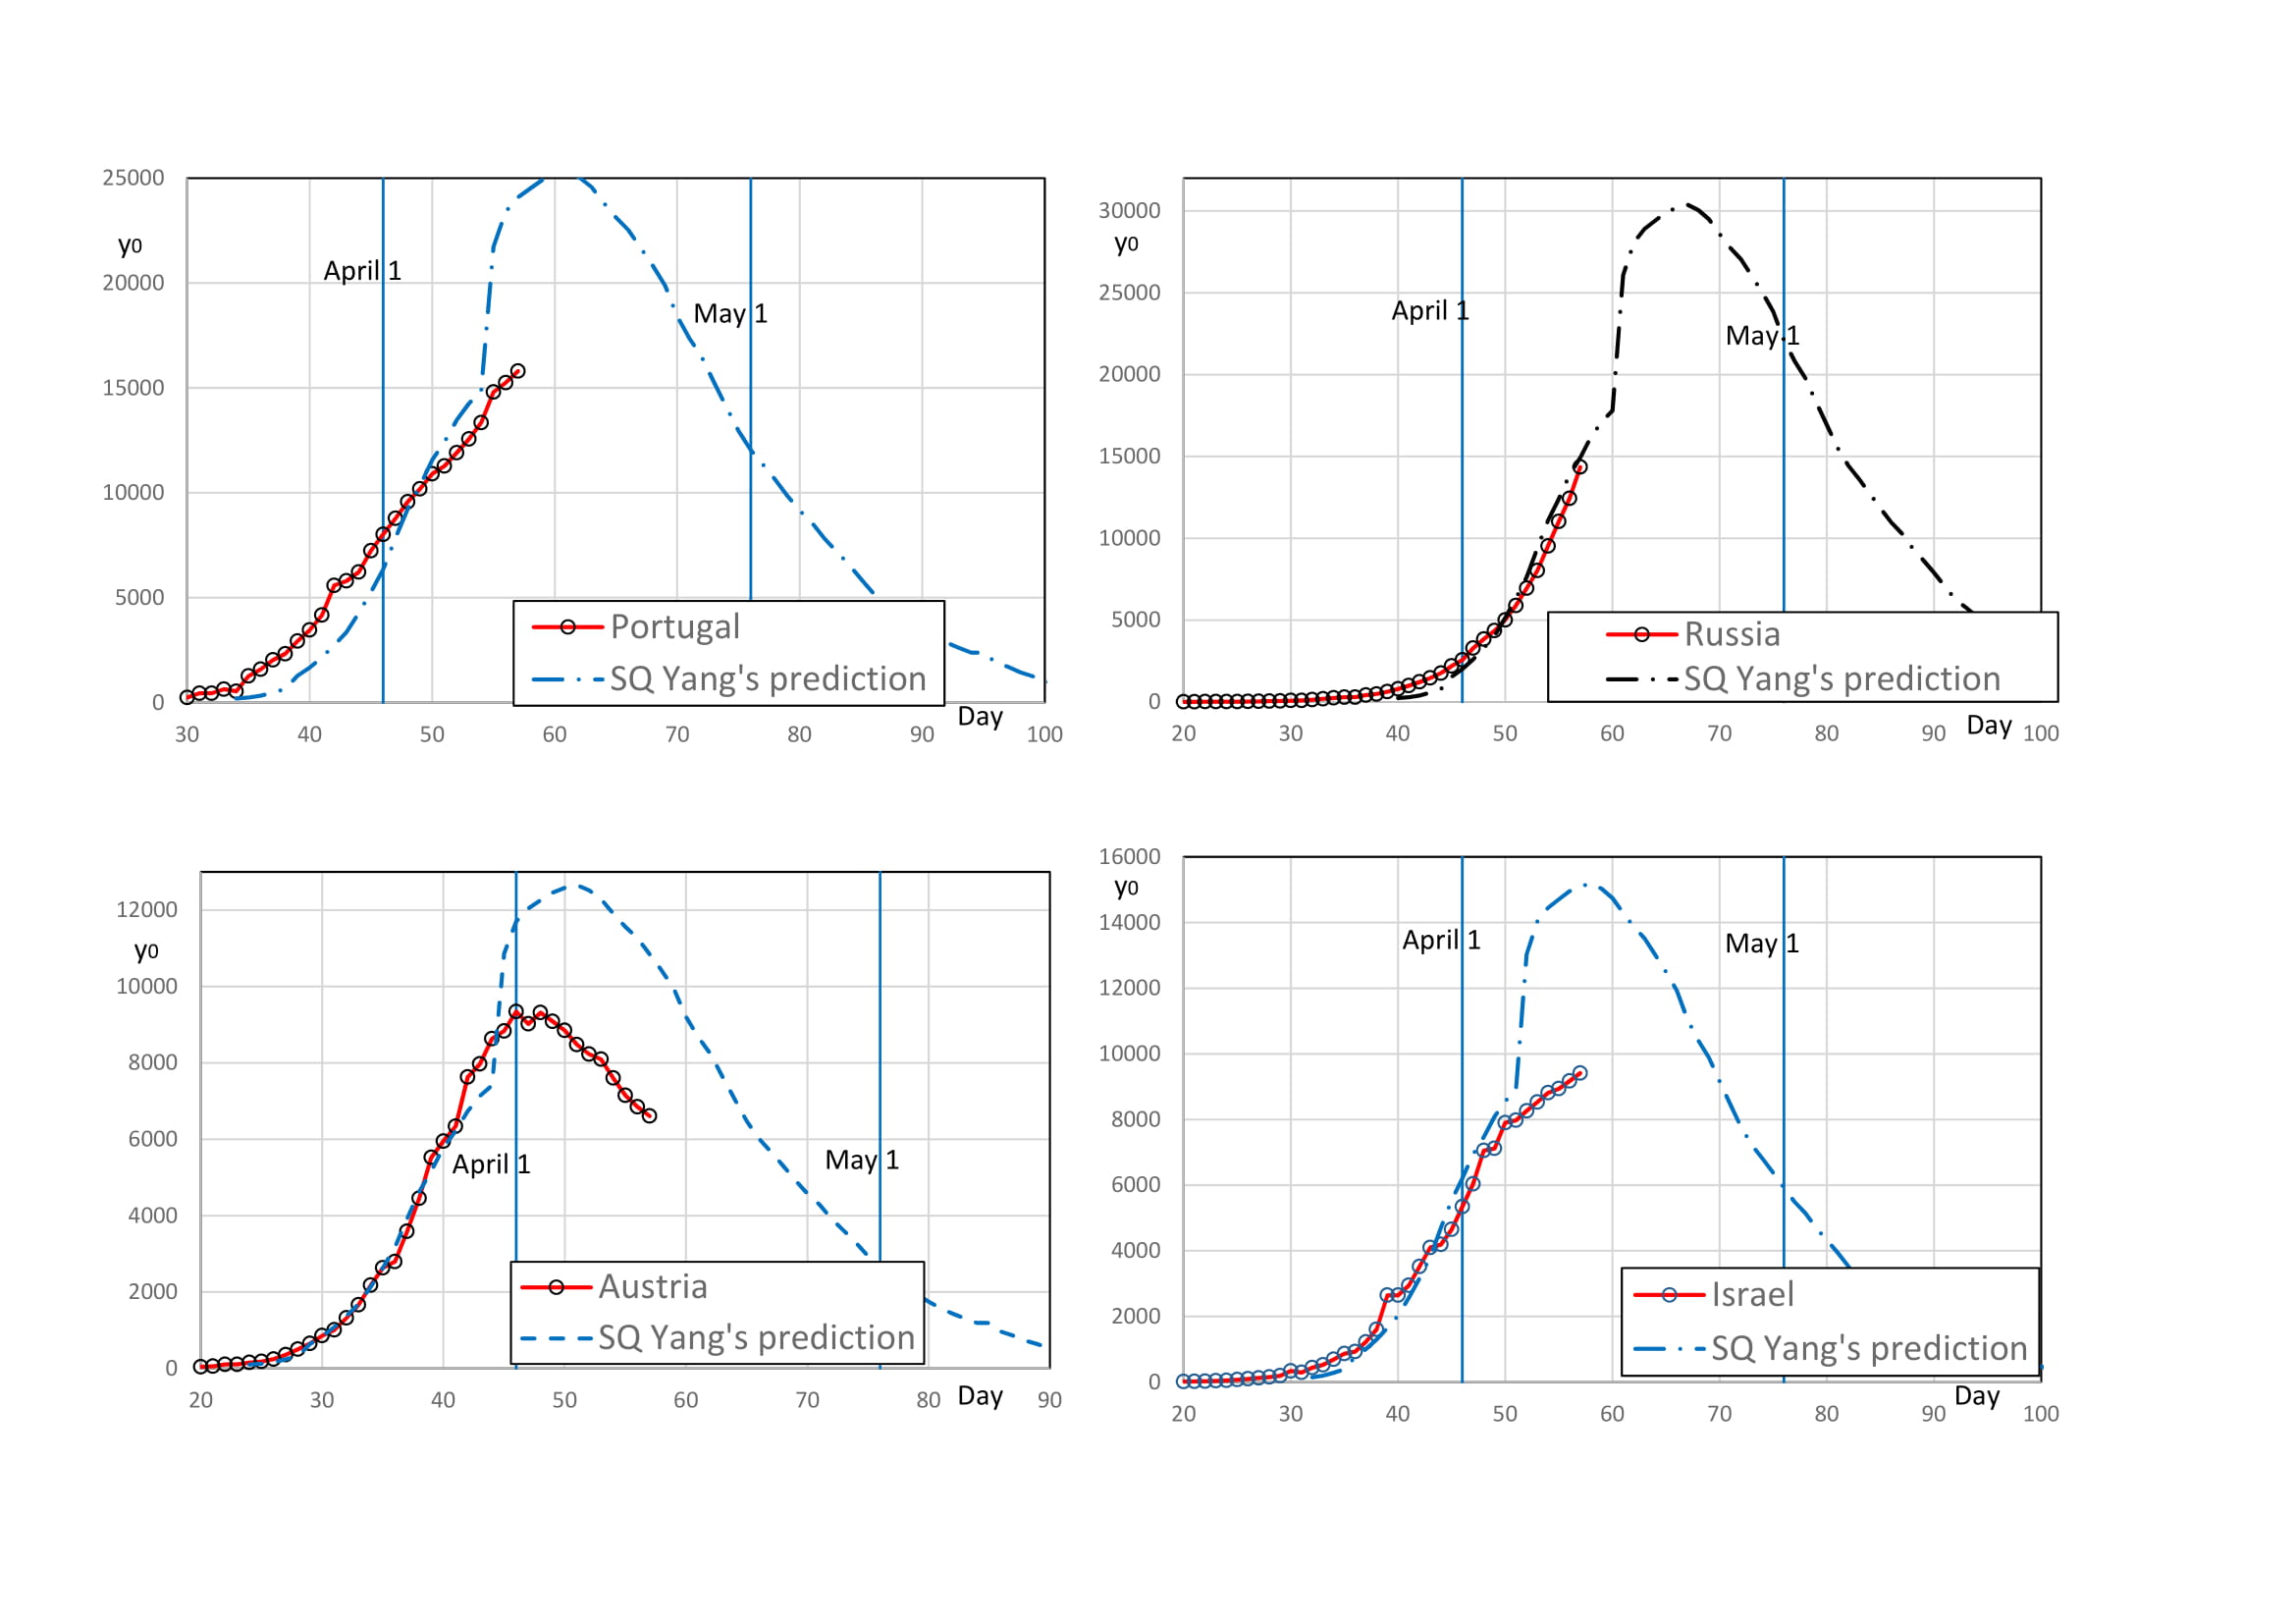 25000
y0
20000
15000
10000
5000
0
April 1
May 1
Portugal
SQ Yang's prediction
Day
30 40 50 60 70 80 90 100
30000
y0
25000
20000
15000
10000
5000
0
April 1
May 1
Russia
SQ Yang's prediction
Day
20 30 40 50 60 70 80 90 100
12000
y0
10000
8000
6000
4000
2000
0
April 1
May 1
Austria
SQ Yang's prediction
20 30 40 50 60 70 80 Day 90
16000
y0
14000
12000
10000
8000
6000
4000
2000
0
April 1
May 1
Israel
SQ Yang's prediction
Day
20 30 40 50 60 70 80 90 100